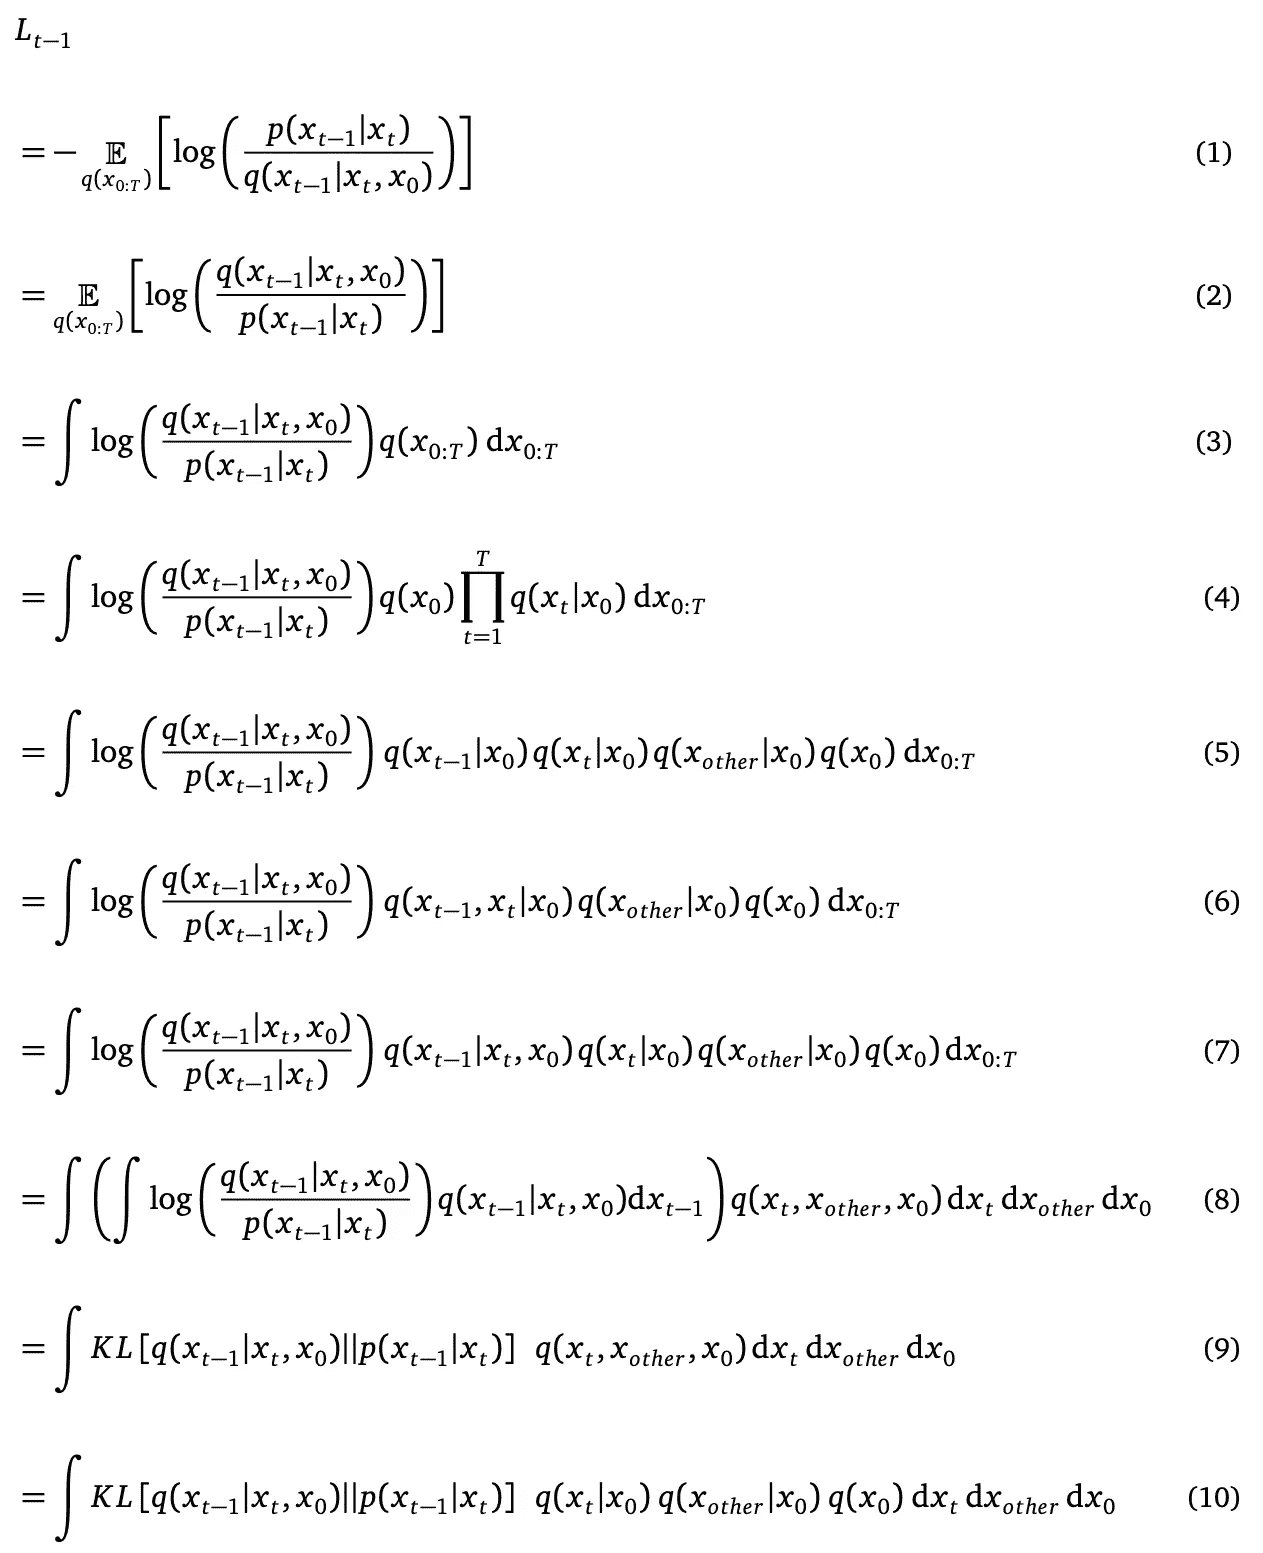 L_{t−1}
= − 𝔼_{q(x_{0:T})} [ log ( p(x_{t−1}|x_t) / q(x_{t−1}|x_t, x_0) ) ] (1)
= 𝔼_{q(x_{0:T})} [ log ( q(x_{t−1}|x_t, x_0) / p(x_{t−1}|x_t) ) ] (2)
= ∫ log ( q(x_{t−1}|x_t, x_0) / p(x_{t−1}|x_t) ) q(x_{0:T}) dx_{0:T} (3)
= ∫ log ( q(x_{t−1}|x_t, x_0) / p(x_{t−1}|x_t) ) q(x_0) ∏_{t=1}^{T} q(x_t|x_0) dx_{0:T} (4)
= ∫ log ( q(x_{t−1}|x_t, x_0) / p(x_{t−1}|x_t) ) q(x_{t−1}|x_0) q(x_t|x_0) q(x_{other}|x_0) q(x_0) dx_{0:T} (5)
= ∫ log ( q(x_{t−1}|x_t, x_0) / p(x_{t−1}|x_t) ) q(x_{t−1}, x_t|x_0) q(x_{other}|x_0) q(x_0) dx_{0:T} (6)
= ∫ log ( q(x_{t−1}|x_t, x_0) / p(x_{t−1}|x_t) ) q(x_{t−1}|x_t, x_0) q(x_t|x_0) q(x_{other}|x_0) q(x_0) dx_{0:T} (7)
= ∫ ( ∫ log ( q(x_{t−1}|x_t, x_0) / p(x_{t−1}|x_t) ) q(x_{t−1}|x_t, x_0)dx_{t−1} ) q(x_t, x_{other}, x_0) dx_t dx_{other} dx_0 (8)
= ∫ KL [q(x_{t−1}|x_t, x_0)||p(x_{t−1}|x_t)] q(x_t, x_{other}, x_0) dx_t dx_{other} dx_0 (9)
= ∫ KL [q(x_{t−1}|x_t, x_0)||p(x_{t−1}|x_t)] q(x_t|x_0) q(x_{other}|x_0) q(x_0) dx_t dx_{other} dx_0 (10)